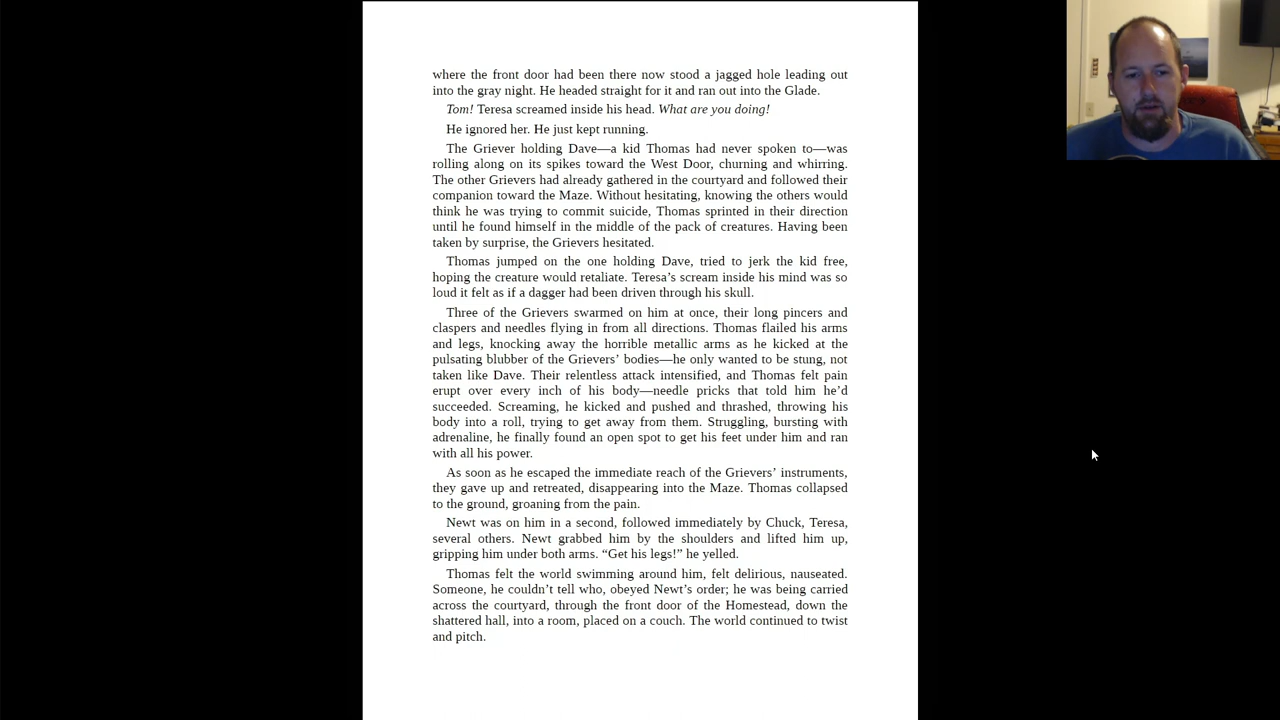 where the front door had been there now stood a jagged hole leading out
into the gray night. He headed straight for it and ran out into the Glade.
Tom! Teresa screamed inside his head. What are you doing!
He ignored her. He just kept running.
The Griever holding Dave—a kid Thomas had never spoken to—was
rolling along on its spikes toward the West Door, churning and whirring.
The other Grievers had already gathered in the courtyard and followed their
companion toward the Maze. Without hesitating, knowing the others would
think he was trying to commit suicide, Thomas sprinted in their direction
until he found himself in the middle of the pack of creatures. Having been
taken by surprise, the Grievers hesitated.
Thomas jumped on the one holding Dave, tried to jerk the kid free,
hoping the creature would retaliate. Teresa’s scream inside his mind was so
loud it felt as if a dagger had been driven through his skull.
Three of the Grievers swarmed on him at once, their long pincers and
claspers and needles flying in from all directions. Thomas flailed his arms
and legs, knocking away the horrible metallic arms as he kicked at the
pulsating blubber of the Grievers’ bodies—he only wanted to be stung, not
taken like Dave. Their relentless attack intensified, and Thomas felt pain
erupt over every inch of his body—needle pricks that told him he’d
succeeded. Screaming, he kicked and pushed and thrashed, throwing his
body into a roll, trying to get away from them. Struggling, bursting with
adrenaline, he finally found an open spot to get his feet under him and ran
with all his power.
As soon as he escaped the immediate reach of the Grievers’ instruments,
they gave up and retreated, disappearing into the Maze. Thomas collapsed
to the ground, groaning from the pain.
Newt was on him in a second, followed immediately by Chuck, Teresa,
several others. Newt grabbed him by the shoulders and lifted him up,
gripping him under both arms. “Get his legs!” he yelled.
Thomas felt the world swimming around him, felt delirious, nauseated.
Someone, he couldn’t tell who, obeyed Newt’s order; he was being carried
across the courtyard, through the front door of the Homestead, down the
shattered hall, into a room, placed on a couch. The world continued to twist
and pitch.